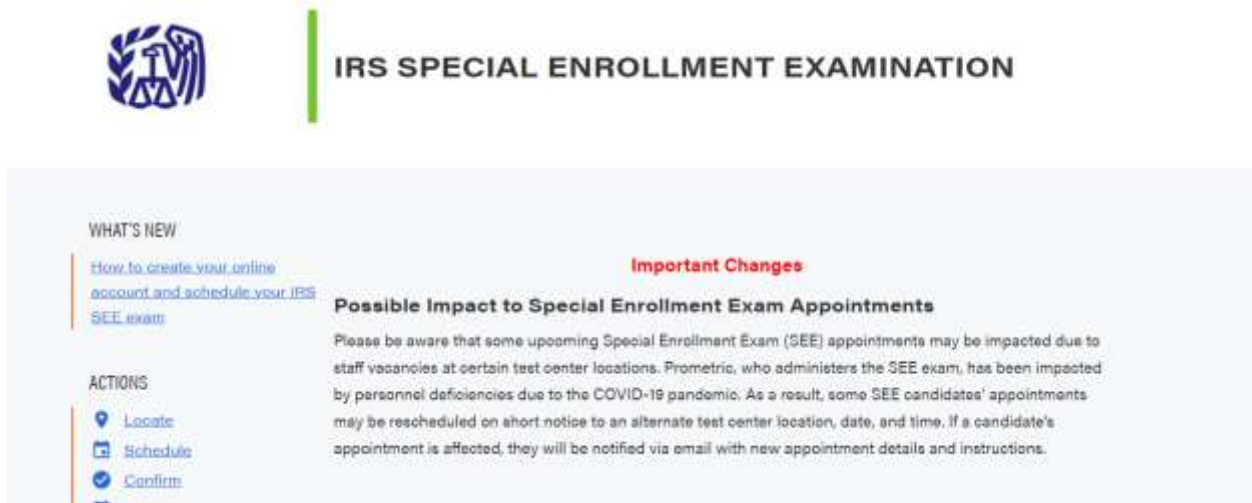 IRS SPECIAL ENROLLMENT EXAMINATION
WHAT'S NEW
How to create your online
account and schedule your IRS
SEE exam
ACTIONS
Locate
Schedule
Confirm
Important Changes
Possible Impact to Special Enrollment Exam Appointments
Please be aware that some upcoming Special Enrollment Exam (SEE) appointments may be impacted due to
staff vacancies at certain test center locations. Prometric, who administers the SEE exam, has been impacted
by personnel deficiencies due to the COVID-19 pandemic. As a result, some SEE candidates' appointments
may be rescheduled on short notice to an alternate test center location, date, and time. If a candidate's
appointment is affected, they will be notified via email with new appointment details and instructions.